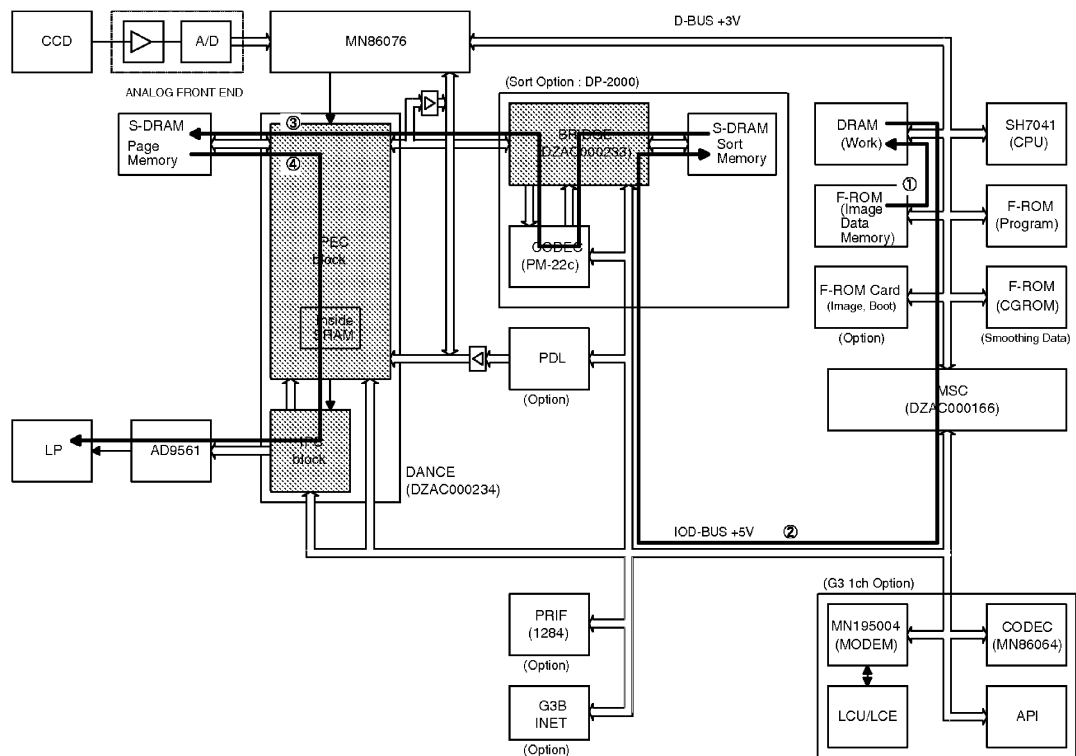 D-BUS +3V
CCD
A/D
MN86076
ANALOG FRONT END
(Sort Option : DP-2000)
S-DRAM
Page
Memory
③
④
BRIDGE
(DZAC000233)
S-DRAM
Sort
Memory
DRAM
(Work)
SH7041
(CPU)
①
F-ROM
(Image
Data
Memory)
F-ROM
(Program)
CODEC
(PM-22c)
block
Inside
F-ROM Card
(Image, Boot)
(Option)
F-ROM
(CGROM)
(Smoothing Data)
PDL
(Option)
MSC
(DZAC000166)
LP
AD9561
block
DANCE
(DZAC000234)
IOD-BUS +5V
②
(G3 1ch Option)
PRIF
(1284)
(Option)
MN195004
(MODEM)
CODEC
(MN86064)
G3B
INET
(Option)
LCU/LCE
API